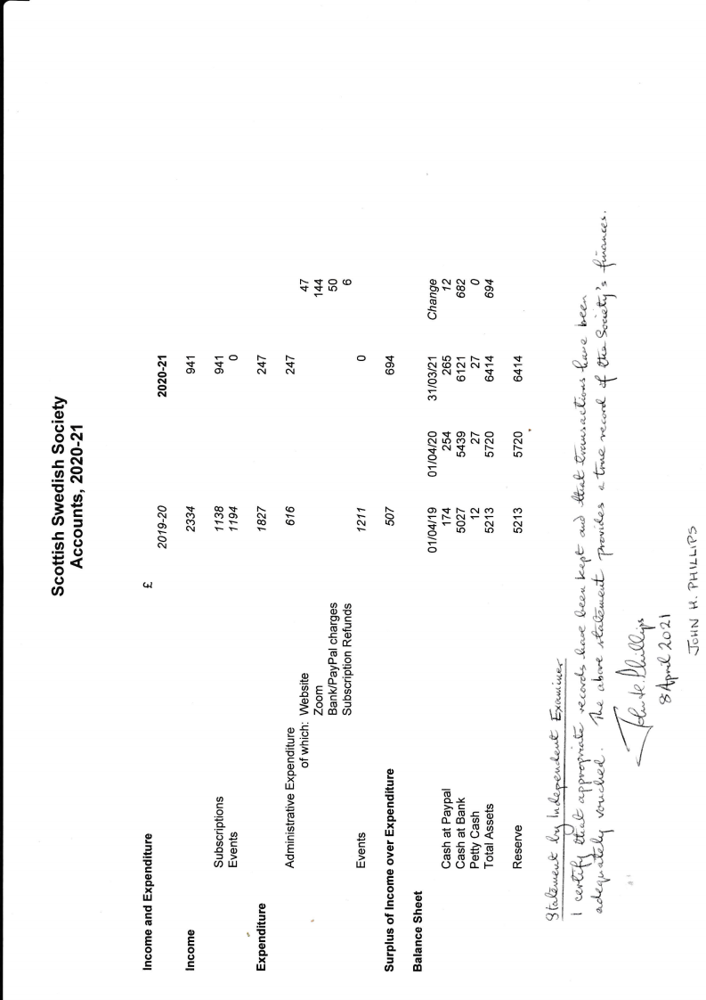 Scottish Swedish Society
Accounts, 2020-21
£
Income and Expenditure 2019-20 2020-21
Income 2334 941
Subscriptions 1138 941
Events 1194 0
Expenditure 1827 247
Administrative Expenditure 616 247
of which: Website 47
Zoom 144
Bank/PayPal charges 50
Subscription Refunds 6
Events 1211 0
Surplus of Income over Expenditure 507 694
Balance Sheet 01/04/19 01/04/20 31/03/21 Change
Cash at Paypal 174 254 265 12
Cash at Bank 5027 5439 6121 682
Petty Cash 12 27 27 0
Total Assets 5213 5720 6414 694
Reserve 5213 5720 6414
Statement by Independent Examiner
I certify that appropriate records have been kept and that transactions have been
adequately vouched. The above statement provides a true record of the Society's finances.
John H. Phillips
8 April 2021
JOHN H. PHILLIPS